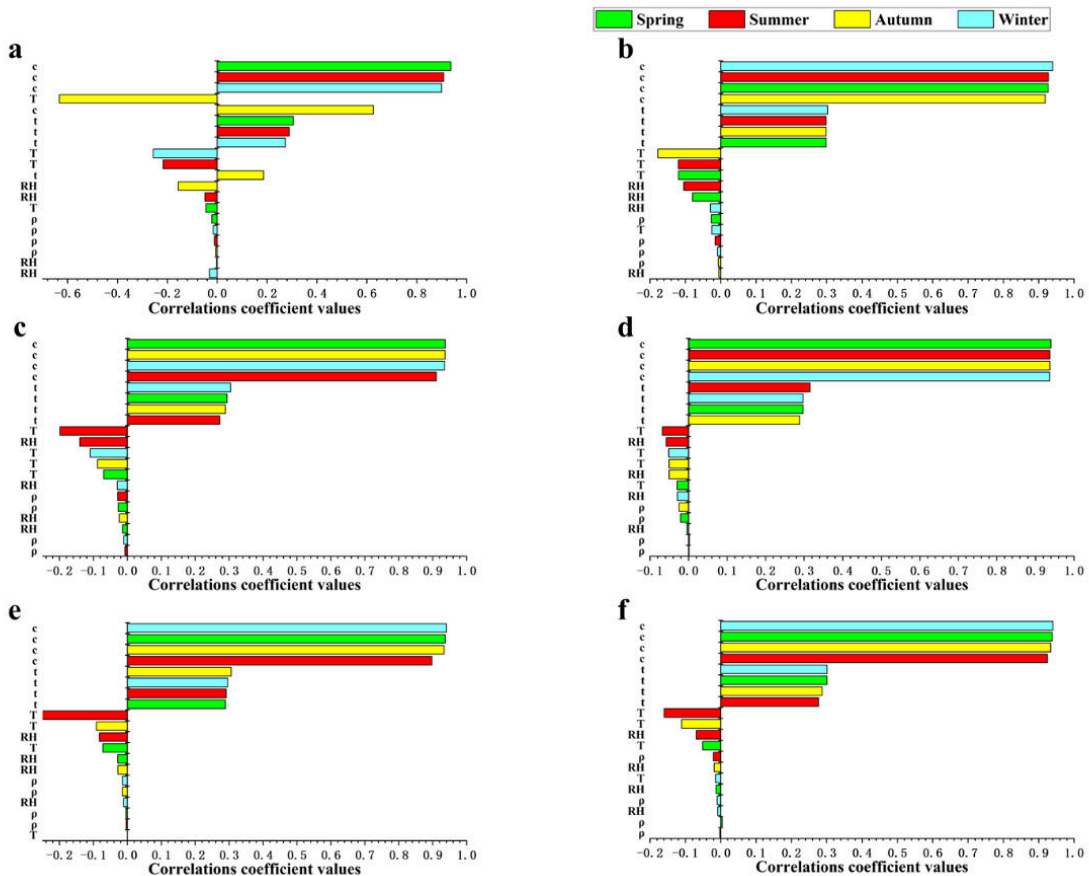 Spring Summer Autumn Winter
a
c
c
c
T
c
t
t
t
T
T
t
RH
RH
T
ρ
ρ
ρ
ρ
RH
RH
-0.6 -0.4 -0.2 0.0 0.2 0.4 0.6 0.8 1.0
Correlations coefficient values
b
c
c
c
c
t
t
t
t
T
T
T
RH
RH
RH
ρ
T
ρ
ρ
ρ
RH
-0.2 -0.1 0.0 0.1 0.2 0.3 0.4 0.5 0.6 0.7 0.8 0.9 1.0
Correlations coefficient values
c
c
c
c
c
t
t
t
t
T
RH
T
T
T
RH
ρ
ρ
RH
RH
ρ
ρ
-0.2 -0.1 0.0 0.1 0.2 0.3 0.4 0.5 0.6 0.7 0.8 0.9 1.0
Correlations coefficient values
d
c
c
c
c
t
t
t
t
T
RH
T
T
RH
T
RH
ρ
ρ
RH
ρ
ρ
-0.1 0.0 0.1 0.2 0.3 0.4 0.5 0.6 0.7 0.8 0.9 1.0
Correlations coefficient values
e
c
c
c
c
t
t
t
t
T
T
RH
T
RH
RH
ρ
ρ
RH
ρ
ρ
T
-0.2 -0.1 0.0 0.1 0.2 0.3 0.4 0.5 0.6 0.7 0.8 0.9 1.0
Correlations coefficient values
f
c
c
c
c
t
t
t
t
T
T
RH
T
ρ
RH
T
RH
ρ
RH
ρ
ρ
-0.2 -0.1 0.0 0.1 0.2 0.3 0.4 0.5 0.6 0.7 0.8 0.9 1.0
Correlations coefficient values